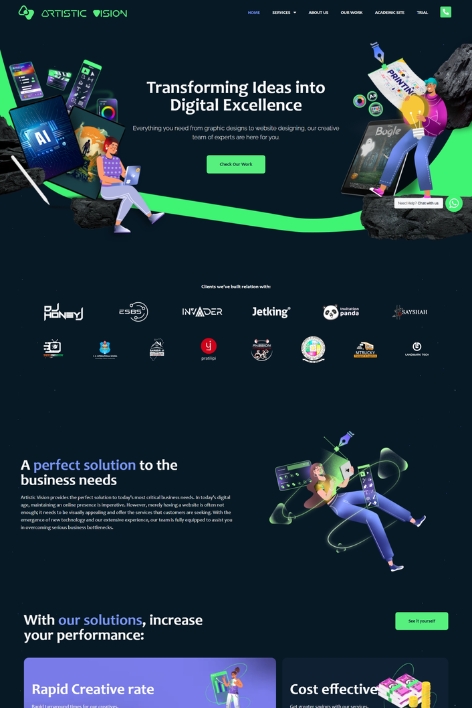 ARTISTIC VISION
HOME SERVICES ABOUT US OUR WORK ACADEMIC SITE TRIAL
Transforming Ideas into
Digital Excellence
Everything you need from graphic designs to website designing, our creative
team of experts are here for you.
Check Our Work
AI
PRINTING
Bugle
Need Help? Chat with us
Clients we've built relation with:
DJ HONEYJ
ESBS
INVADER
Jetking
panda
SAYSHAII
pratilipi
MTRUCKY
A perfect solution to the
business needs
Artistic Vision provides the perfect solution to today's most critical business needs. In today's digital
age, maintaining an online presence is imperative. However, merely having a website is often not
enough; it needs to be visually appealing and offer the services that customers are seeking. With the
emergence of new technology and our extensive experience, our team is fully equipped to assist you
in overcoming serious business bottlenecks.
With our solutions, increase
your performance:
See it yourself
Rapid Creative rate
Cost effective